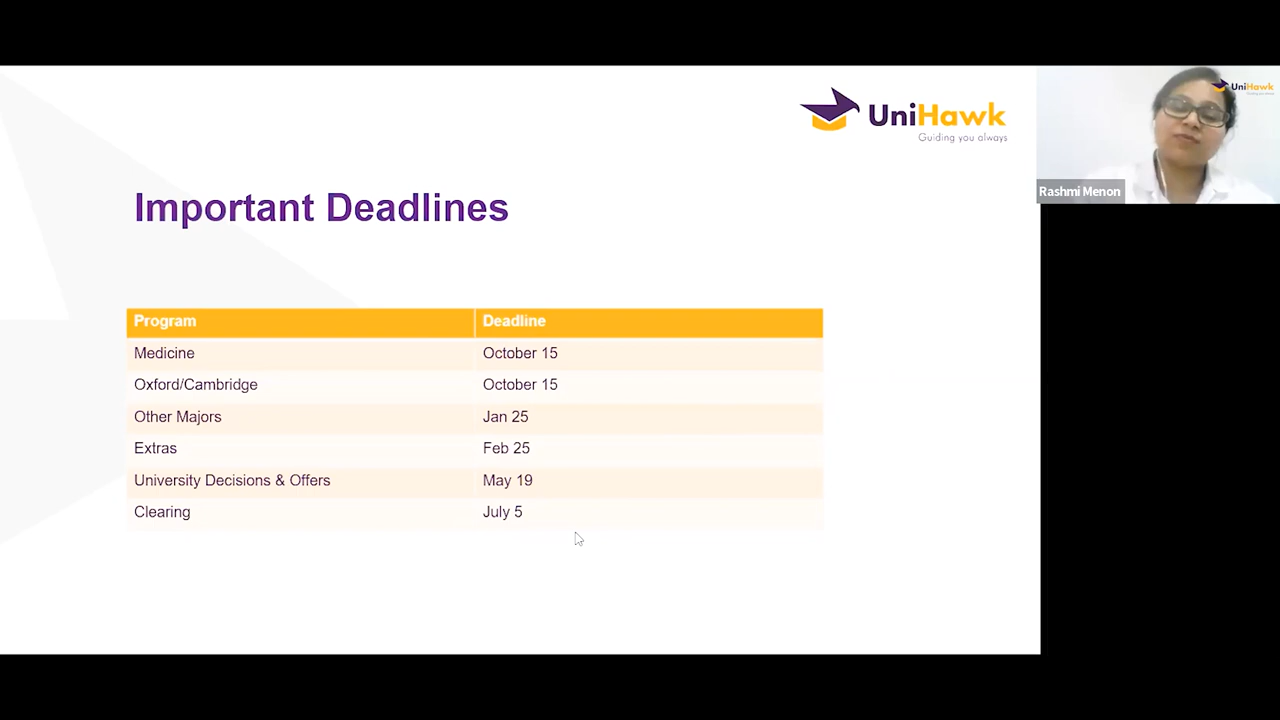 UniHawk
Guiding you always
UniHawk
Rashmi Menon
Important Deadlines
Program Deadline
Medicine October 15
Oxford/Cambridge October 15
Other Majors Jan 25
Extras Feb 25
University Decisions & Offers May 19
Clearing July 5